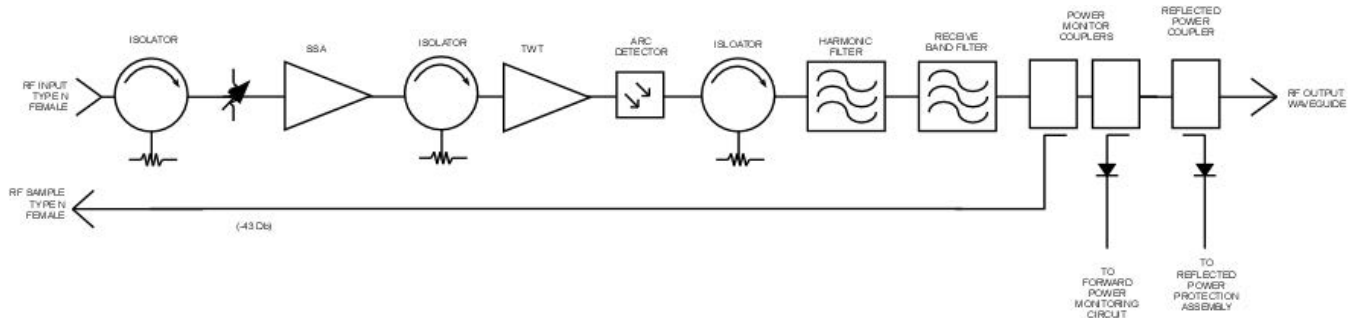 ISOLATOR
SSA
ISOLATOR
TWT
ARC
DETECTOR
ISLOATOR
HARMONIC
FILTER
RECEIVE
BAND FILTER
POWER
MONITOR
COUPLERS
REFLECTED
POWER
COUPLER
RF INPUT
TYPE N
FEMALE
RF OUTPUT
WAVEGUIDE
RF SAMPLE
TYPE N
FEMALE
(-43 Db)
TO
FORWARD
POWER
MONITORING
CIRCUIT
TO
REFLECTED
POWER
PROTECTION
ASSEMBLY